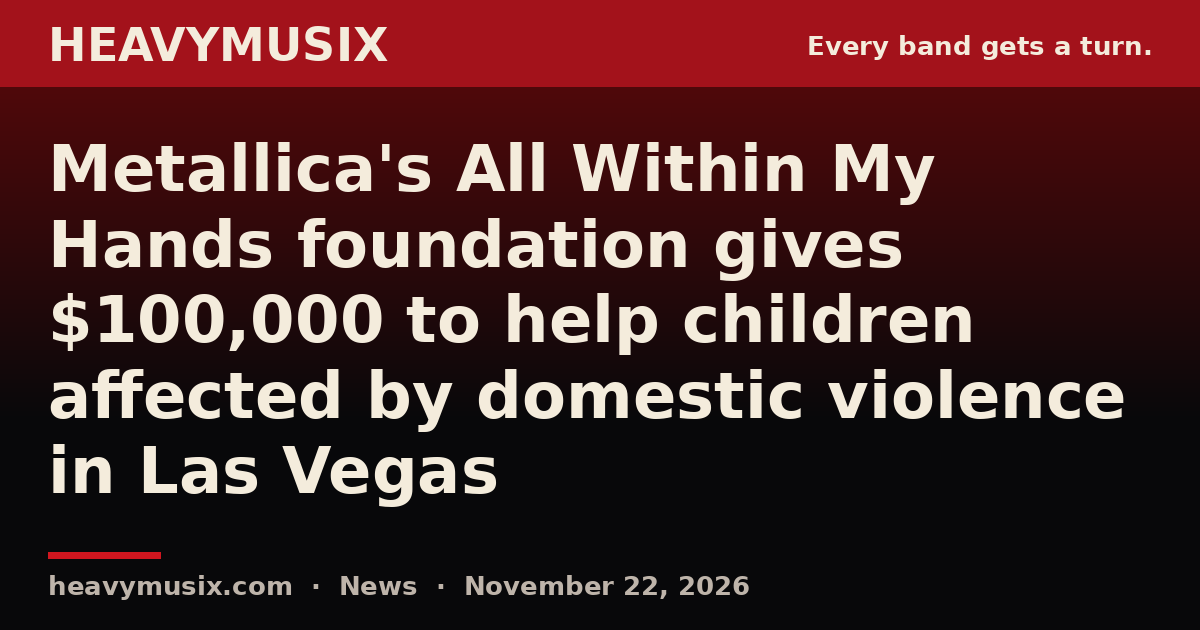 HEAVYMUSIX
Every band gets a turn.
Metallica's All Within My
Hands foundation gives
$100,000 to help children
affected by domestic violence
in Las Vegas
heavymusix.com · News · November 22, 2026